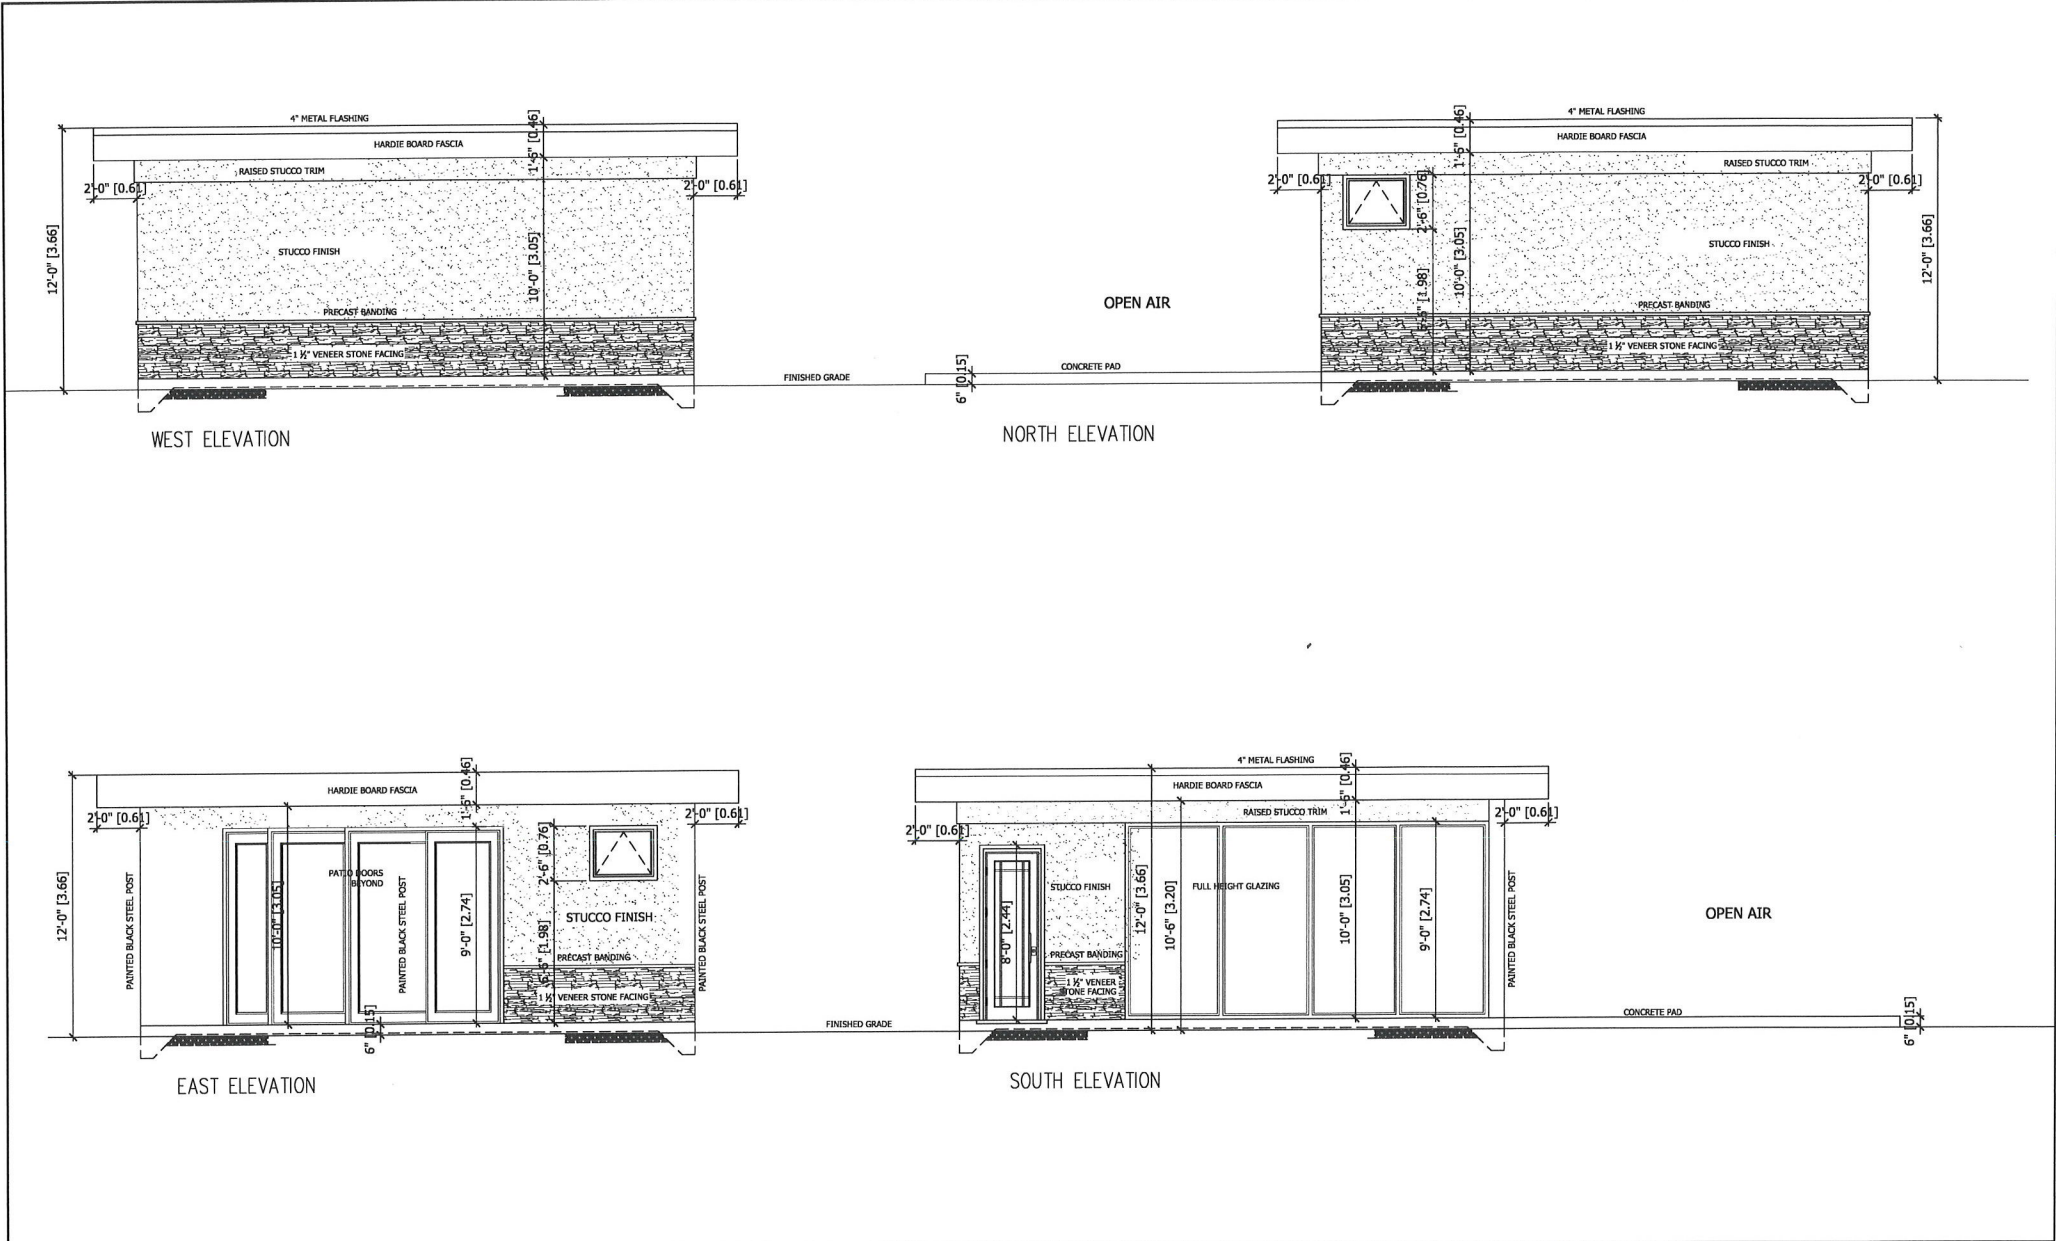 4" METAL FLASHING
HARDIE BOARD FASCIA
RAISED STUCCO TRIM
1'-6" [0.46]
2'-0" [0.61]
2'-0" [0.61]
12'-0" [3.66]
STUCCO FINISH
10'-0" [3.05]
PRECAST BANDING
1 ½" VENEER STONE FACING
WEST ELEVATION
FINISHED GRADE
4" METAL FLASHING
HARDIE BOARD FASCIA
RAISED STUCCO TRIM
1'-6" [0.46]
2'-0" [0.61]
2'-0" [0.61]
2'-6" [0.76]
12'-0" [3.66]
STUCCO FINISH
10'-0" [3.05]
[1.98]
OPEN AIR
PRECAST BANDING
1 ½" VENEER STONE FACING
CONCRETE PAD
6" [0.15]
NORTH ELEVATION
HARDIE BOARD FASCIA
1'-6" [0.46]
2'-0" [0.61]
2'-0" [0.61]
12'-0" [3.66]
PAINTED BLACK STEEL POST
10'-0" [3.05]
PATIO DOORS
BEYOND
PAINTED BLACK STEEL POST
9'-0" [2.74]
2'-6" [0.76]
6'-6" [1.98]
STUCCO FINISH
PRECAST BANDING
1 ½" VENEER STONE FACING
PAINTED BLACK STEEL POST
6" [0.15]
EAST ELEVATION
FINISHED GRADE
4" METAL FLASHING
HARDIE BOARD FASCIA
RAISED STUCCO TRIM
1'-6" [0.46]
2'-0" [0.61]
2'-0" [0.61]
8'-0" [2.44]
STUCCO FINISH
PRECAST BANDING
1 ½" VENEER
STONE FACING
12'-0" [3.66]
10'-6" [3.20]
FULL HEIGHT GLAZING
10'-0" [3.05]
9'-0" [2.74]
PAINTED BLACK STEEL POST
OPEN AIR
CONCRETE PAD
6" [0.15]
SOUTH ELEVATION